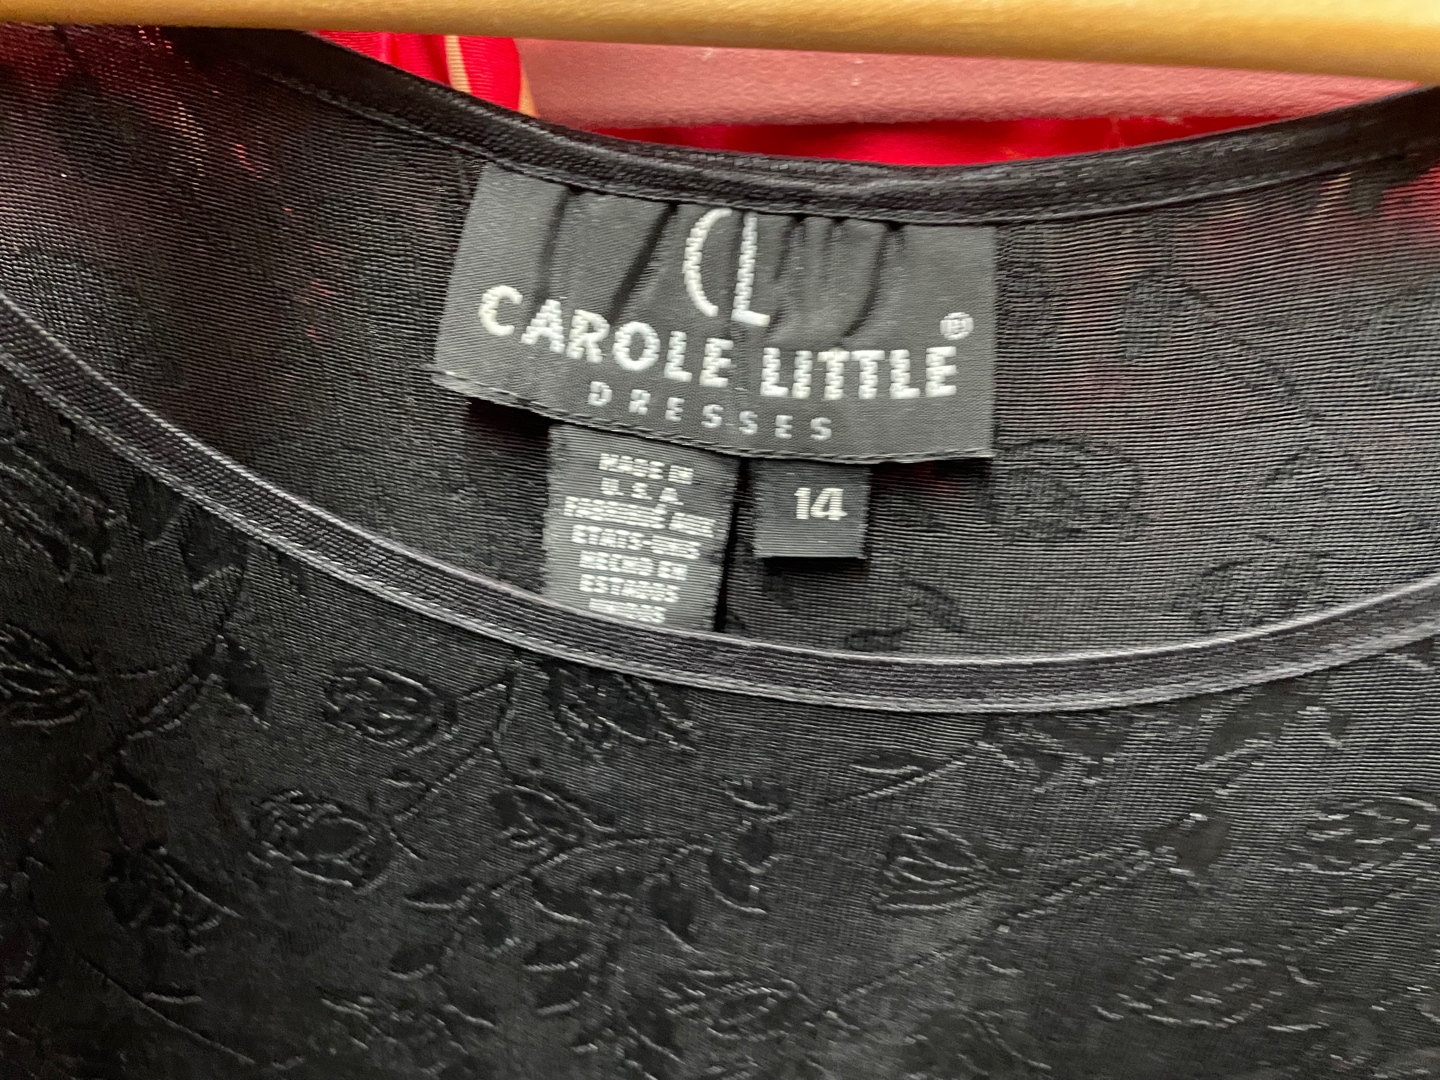 CL
CAROLE LITTLE®
DRESSES
MADE IN
U.S.A.
FABRIQUÉ AUX
ETATS-UNIS
HECHO EN
ESTADOS
UNIDOS
14